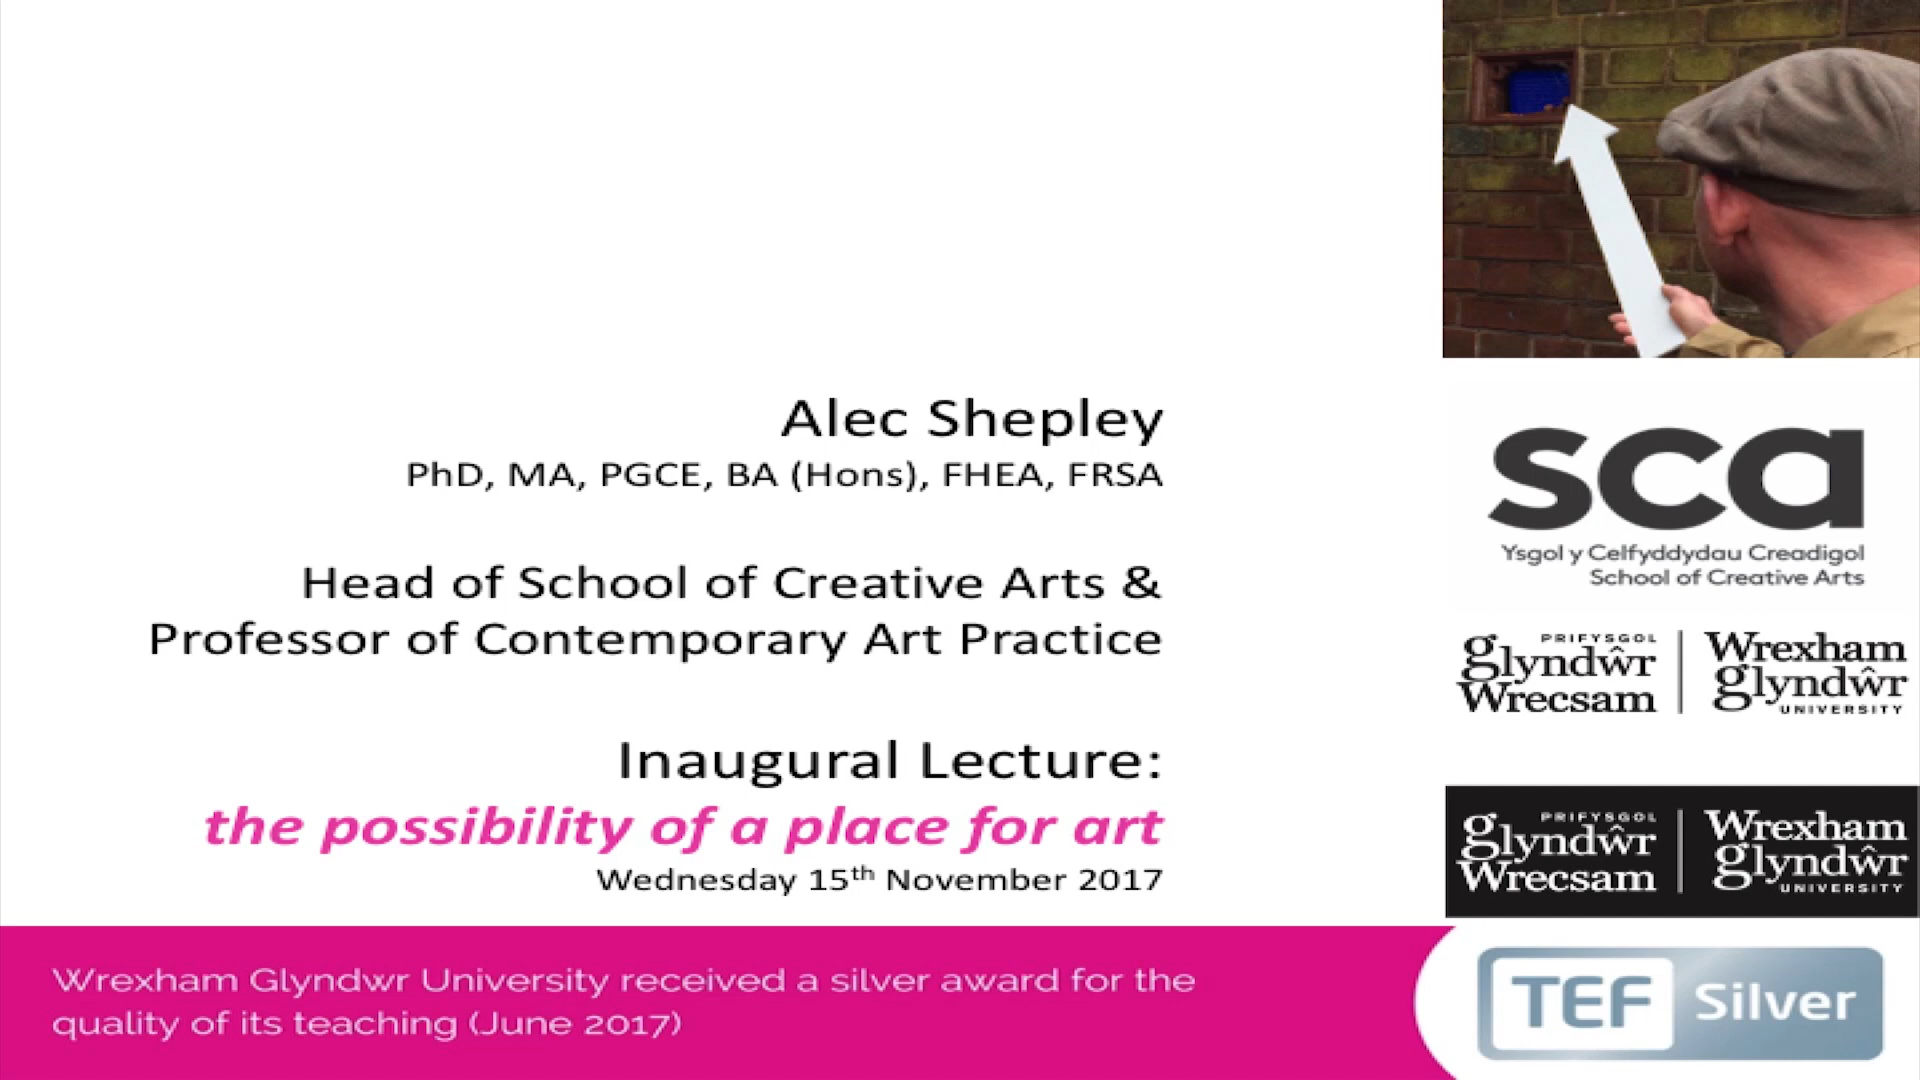 Alec Shepley
PhD, MA, PGCE, BA (Hons), FHEA, FRSA
Head of School of Creative Arts &
Professor of Contemporary Art Practice
Inaugural Lecture:
the possibility of a place for art
Wednesday 15th November 2017
sca
Ysgol y Celfyddydau Creadigol
School of Creative Arts
PRIFYSGOL
glyndŵr
Wrecsam
Wrexham
glyndŵr
UNIVERSITY
PRIFYSGOL
glyndŵr
Wrecsam
Wrexham
glyndŵr
UNIVERSITY
Wrexham Glyndwr University received a silver award for the
quality of its teaching (June 2017)
TEF Silver